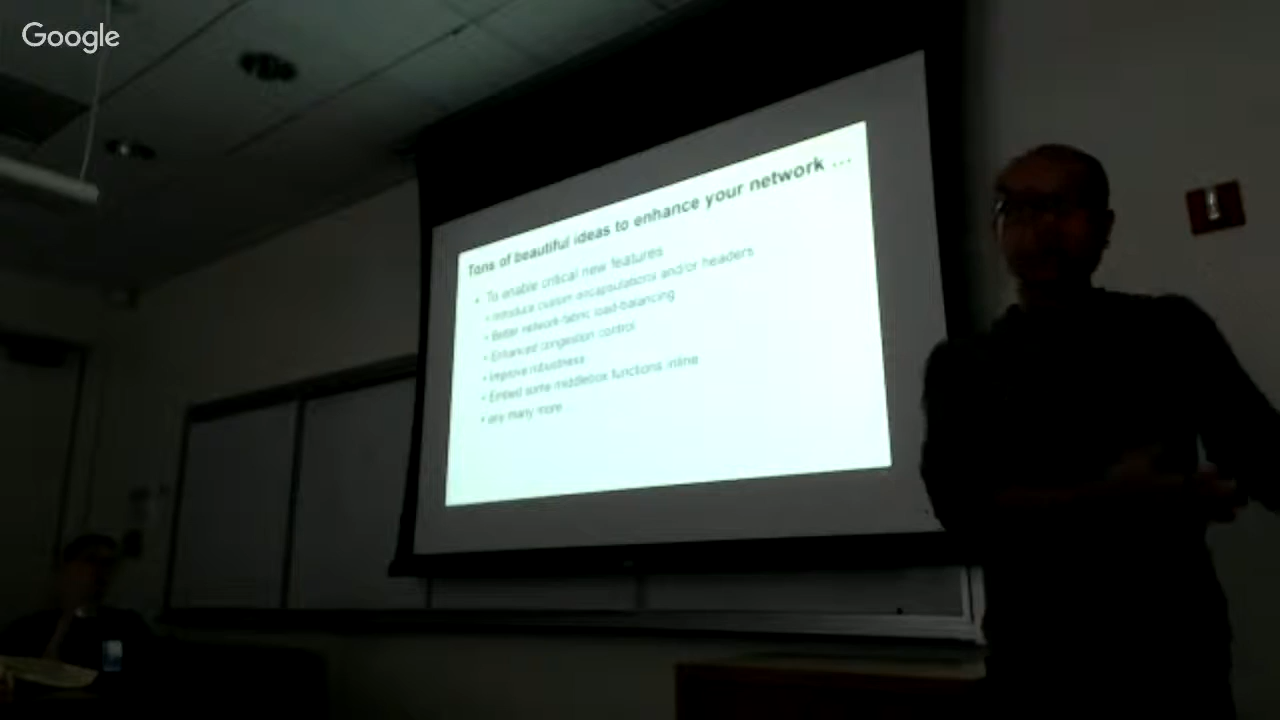 Google
Tons of beautiful ideas to enhance your network ...
• To enable critical new features
• Introduce custom encapsulations and/or headers
• Better network-fabric load-balancing
• Enhanced congestion control
• Improve robustness
• Embed some middlebox functions inline
• any many more